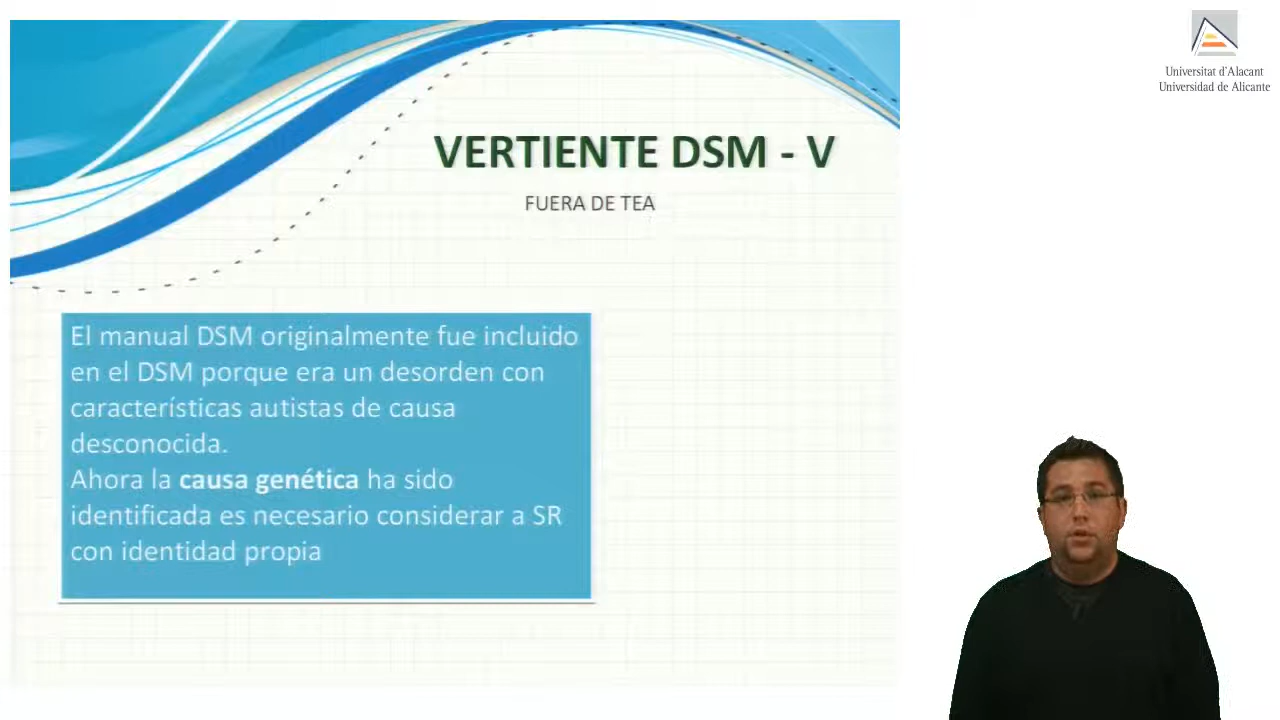 Universitat d'Alacant
Universidad de Alicante
VERTIENTE DSM - V
FUERA DE TEA
El manual DSM originalmente fue incluido
en el DSM porque era un desorden con
características autistas de causa
desconocida.
Ahora la causa genética ha sido
identificada es necesario considerar a SR
con identidad propia